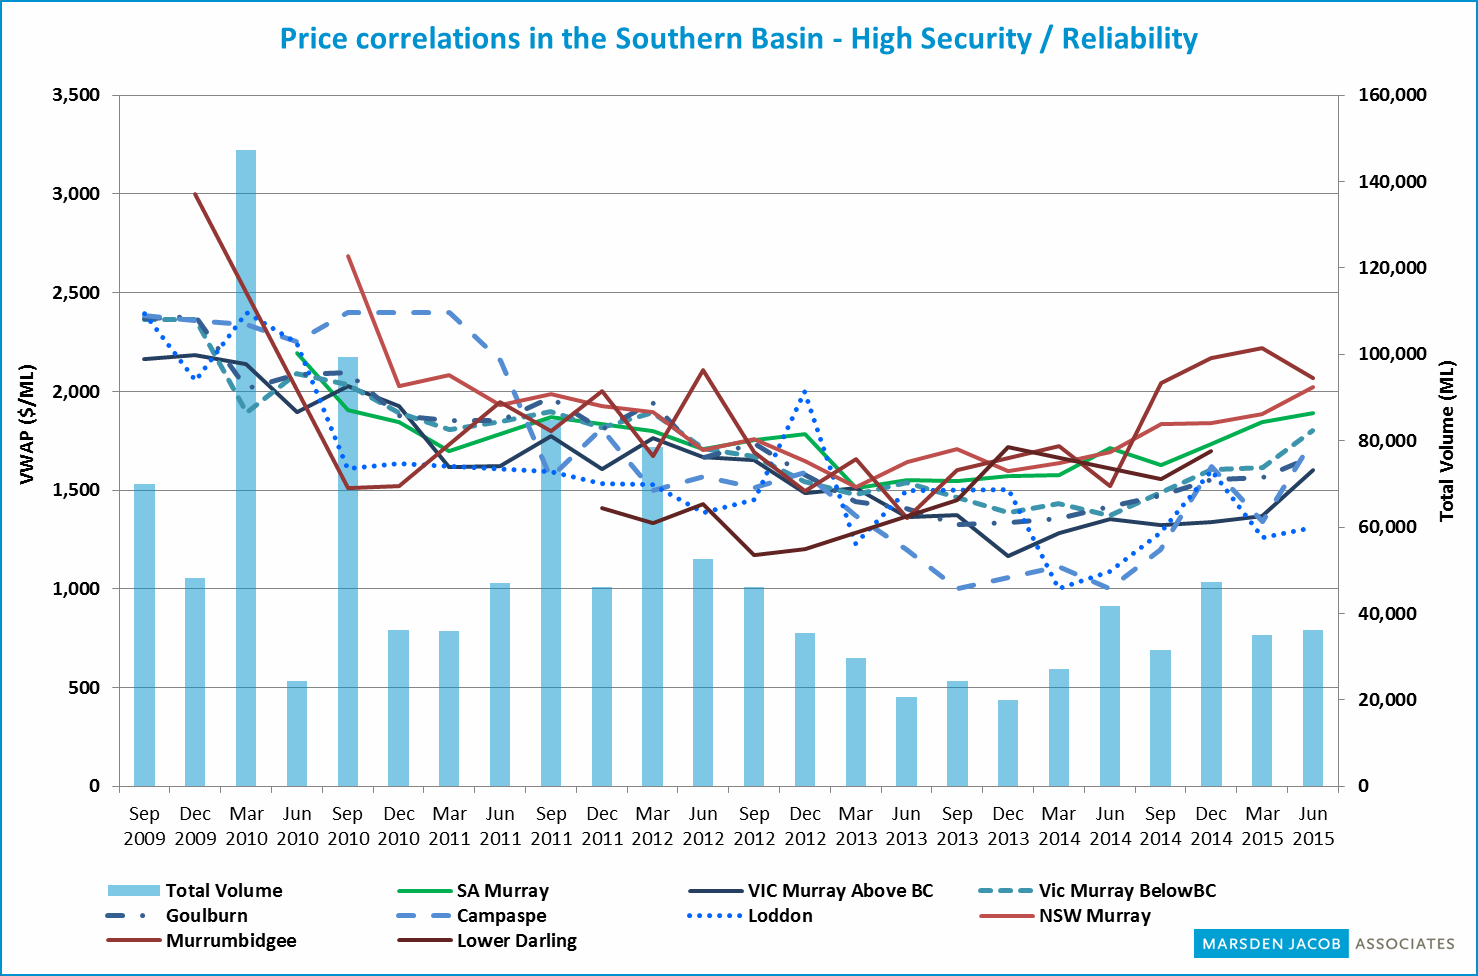 Price correlations in the Southern Basin - High Security / Reliability
3,500
3,000
2,500
2,000
1,500
1,000
500
0
VWAP ($/ML)
160,000
140,000
120,000
100,000
80,000
60,000
40,000
20,000
0
Total Volume (ML)
Sep Dec Mar Jun Sep Dec Mar Jun Sep Dec Mar Jun Sep Dec Mar Jun Sep Dec Mar Jun Sep Dec Mar Jun
2009 2009 2010 2010 2010 2010 2011 2011 2011 2011 2012 2012 2012 2012 2013 2013 2013 2013 2014 2014 2014 2014 2015 2015
Total Volume SA Murray VIC Murray Above BC Vic Murray BelowBC
Goulburn Campaspe Loddon NSW Murray
Murrumbidgee Lower Darling
MARSDEN JACOB ASSOCIATES